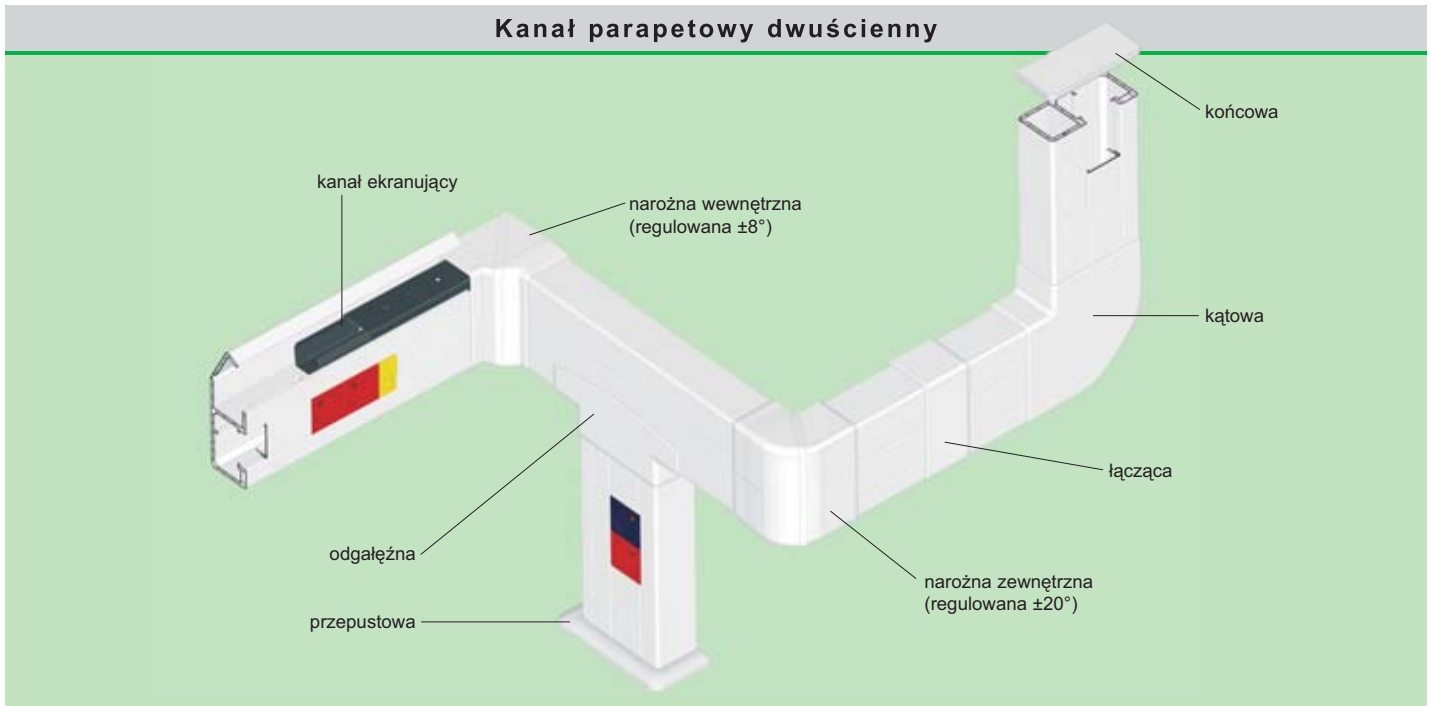 Kanał parapetowy dwuścienny
końcowa
kanał ekranujący
narożna wewnętrzna
(regulowana ±8°)
kątowa
łącząca
odgałęźna
narożna zewnętrzna
(regulowana ±20°)
przepustowa